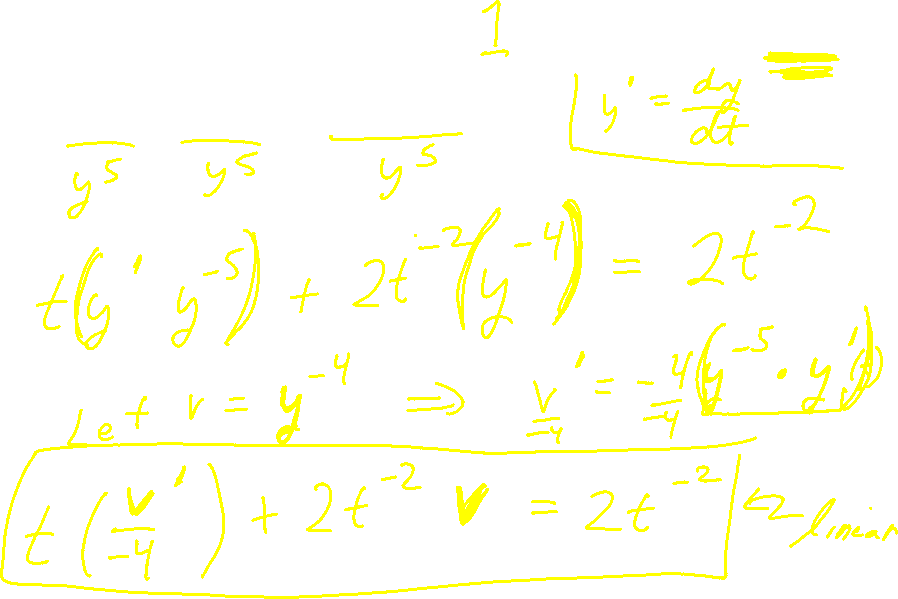 1
y' = dy/dt
y^5 y^5 y^5
t(y' y^-5) + 2t^-2 (y^-4) = 2t^-2
Let v = y^-4 ⇒ v'/-4 = -4/-4 (y^-5 · y')
t (v'/-4) + 2t^-2 v = 2t^-2 ⇐ linear